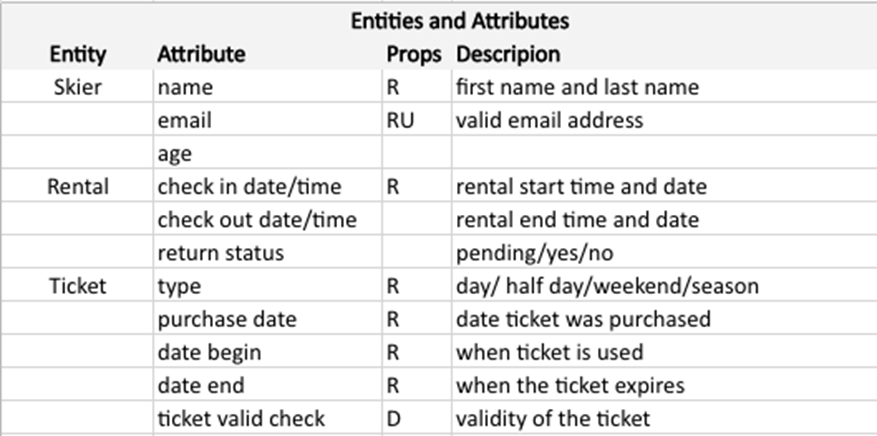 Entities and Attributes
Entity Attribute Props Descripion
Skier name R first name and last name
email RU valid email address
age
Rental check in date/time R rental start time and date
check out date/time rental end time and date
return status pending/yes/no
Ticket type R day/ half day/weekend/season
purchase date R date ticket was purchased
date begin R when ticket is used
date end R when the ticket expires
ticket valid check D validity of the ticket